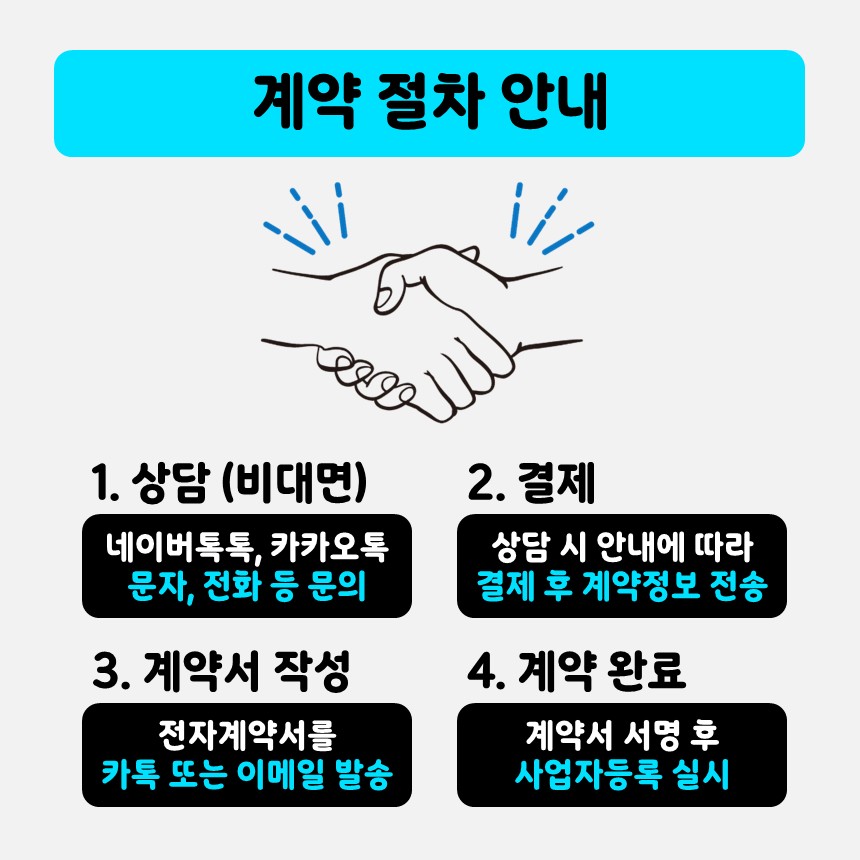 계약 절차 안내
1. 상담 (비대면)
네이버톡톡, 카카오톡
문자, 전화 등 문의
2. 결제
상담 시 안내에 따라
결제 후 계약정보 전송
3. 계약서 작성
전자계약서를
카톡 또는 이메일 발송
4. 계약 완료
계약서 서명 후
사업자등록 실시